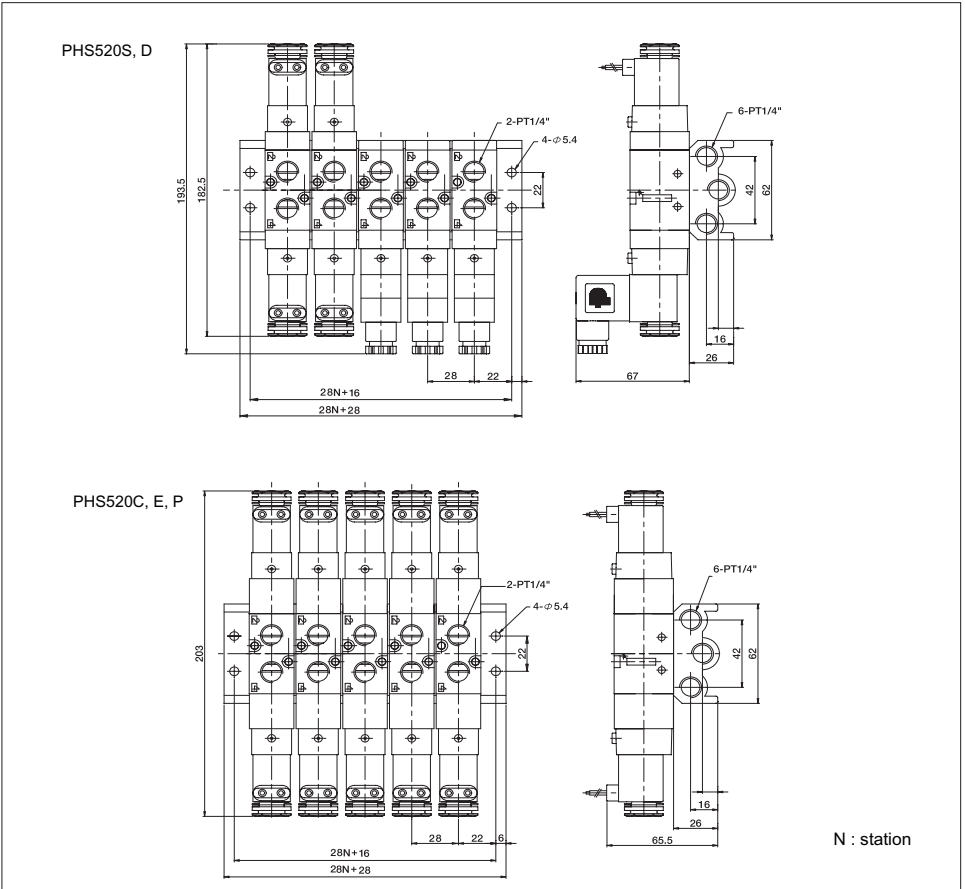 PHS520S, D
2-PT1/4"
4-Φ5.4
6-PT1/4"
193.5
182.5
22
42
62
28
22
16
26
67
28N+16
28N+28
PHS520C, E, P
2-PT1/4"
4-Φ5.4
6-PT1/4"
203
22
42
62
28
22
6
16
26
65.5
28N+16
28N+28
N : station